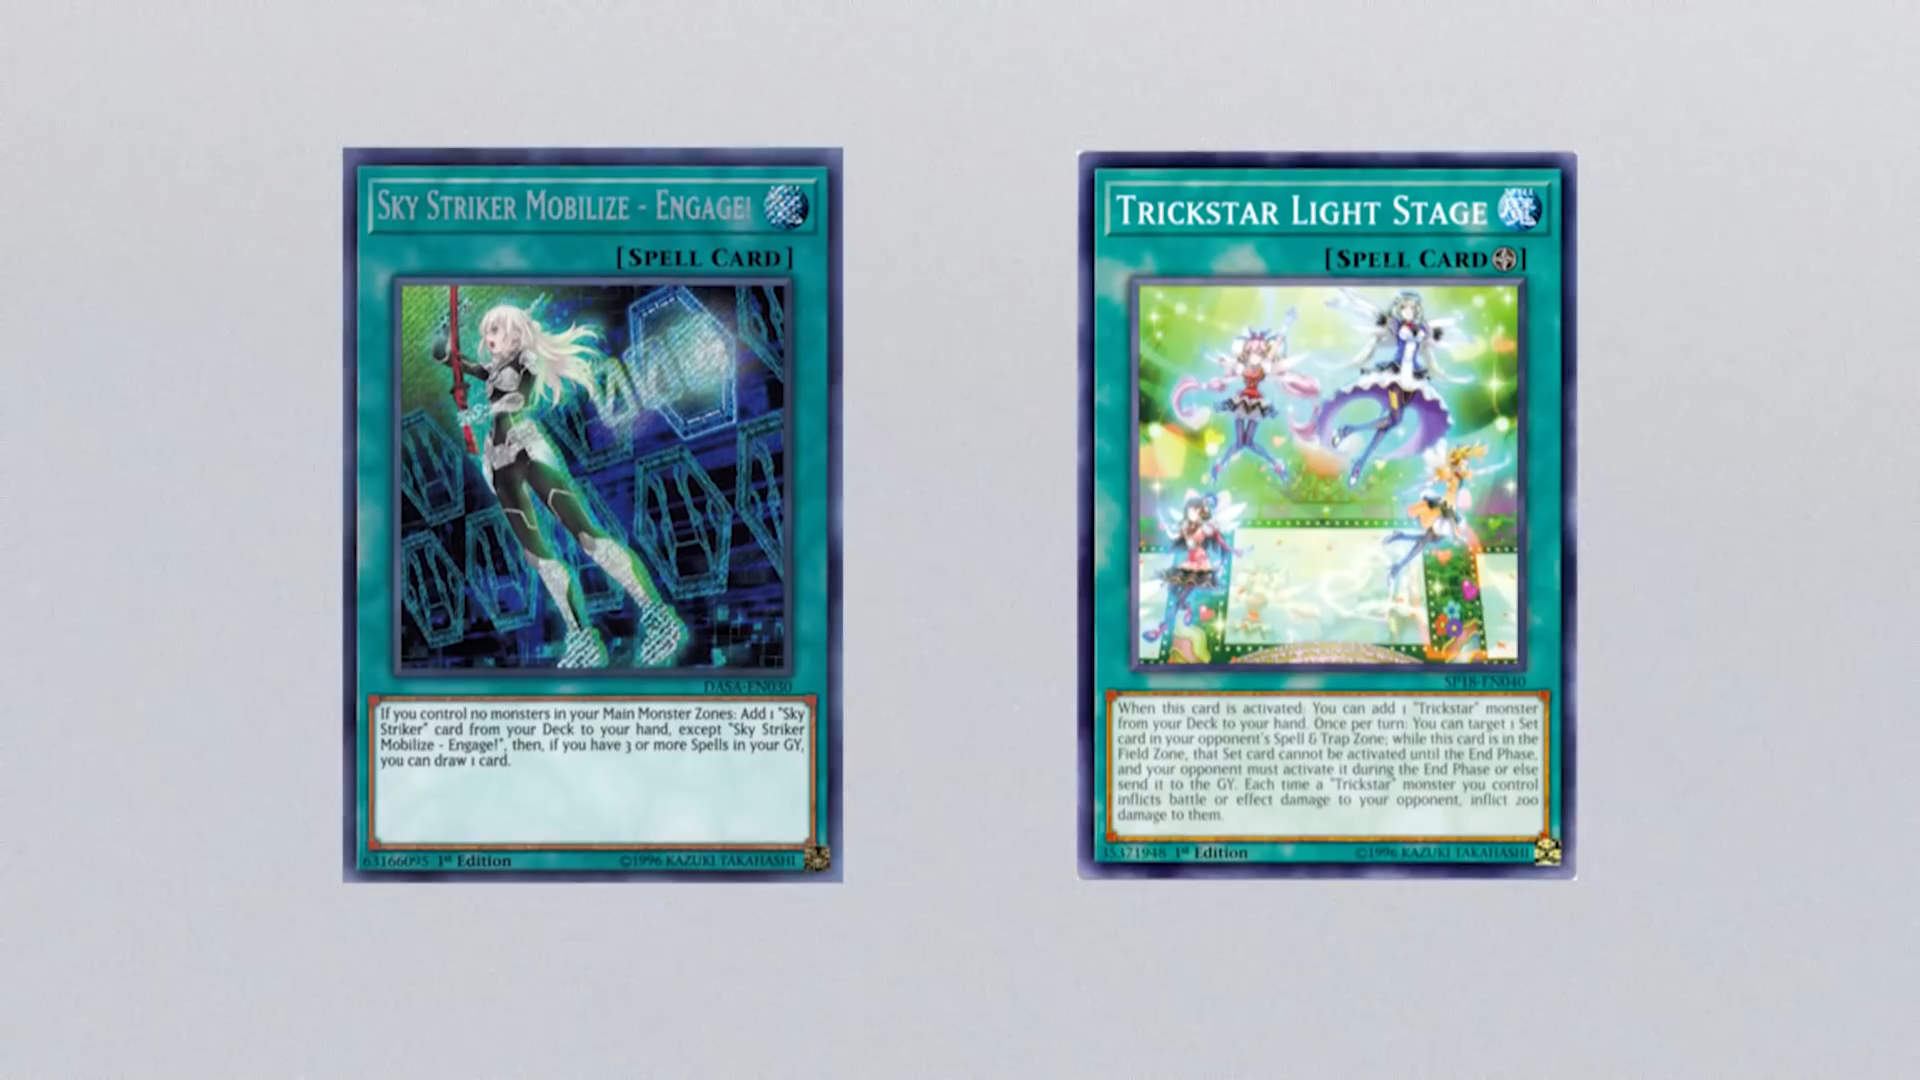 SKY STRIKER MOBILIZE - ENGAGE!
[SPELL CARD]
DASA-EN030
If you control no monsters in your Main Monster Zones: Add 1 "Sky
Striker" card from your Deck to your hand, except "Sky Striker
Mobilize - Engage!", then, if you have 3 or more Spells in your GY,
you can draw 1 card.
63166095 1st Edition ©1996 KAZUKI TAKAHASHI
TRICKSTAR LIGHT STAGE
[SPELL CARD]
SP18-EN040
When this card is activated: You can add 1 "Trickstar" monster
from your Deck to your hand. Once per turn: You can target 1 Set
card in your opponent's Spell & Trap Zone; while this card is in the
Field Zone, that Set card cannot be activated until the End Phase,
and your opponent must activate it during the End Phase or else
send it to the GY. Each time a "Trickstar" monster you control
inflicts battle or effect damage to your opponent, inflict 200
damage to them.
35371948 1st Edition ©1996 KAZUKI TAKAHASHI